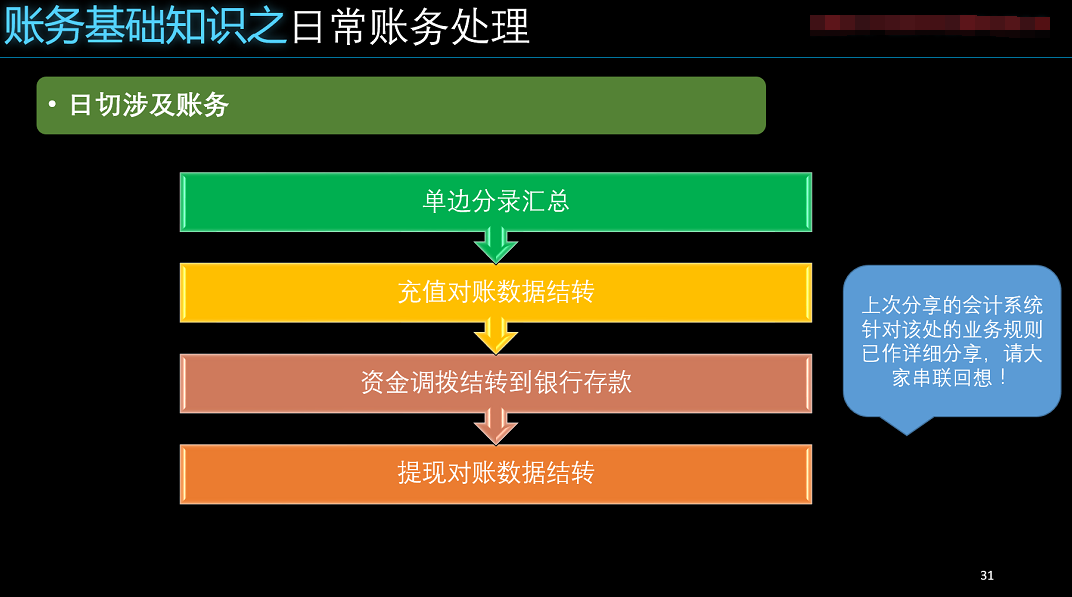 账务基础知识之日常账务处理
• 日切涉及账务
单边分录汇总
充值对账数据结转
资金调拨结转到银行存款
提现对账数据结转
上次分享的会计系统
针对该处的业务规则
已作详细分享，请大
家串联回想！
31